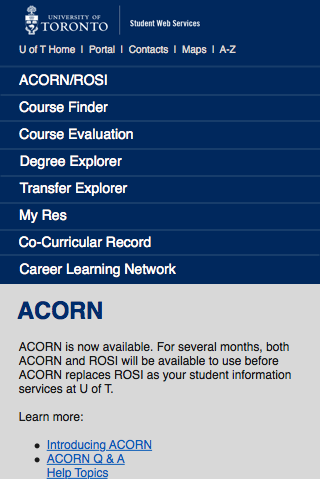 UNIVERSITY OF
TORONTO
Student Web Services
U of T Home | Portal | Contacts | Maps | A-Z
ACORN/ROSI
Course Finder
Course Evaluation
Degree Explorer
Transfer Explorer
My Res
Co-Curricular Record
Career Learning Network
ACORN
ACORN is now available. For several months, both
ACORN and ROSI will be available to use before
ACORN replaces ROSI as your student information
services at U of T.
Learn more:
• Introducing ACORN
• ACORN Q & A
Help Topics